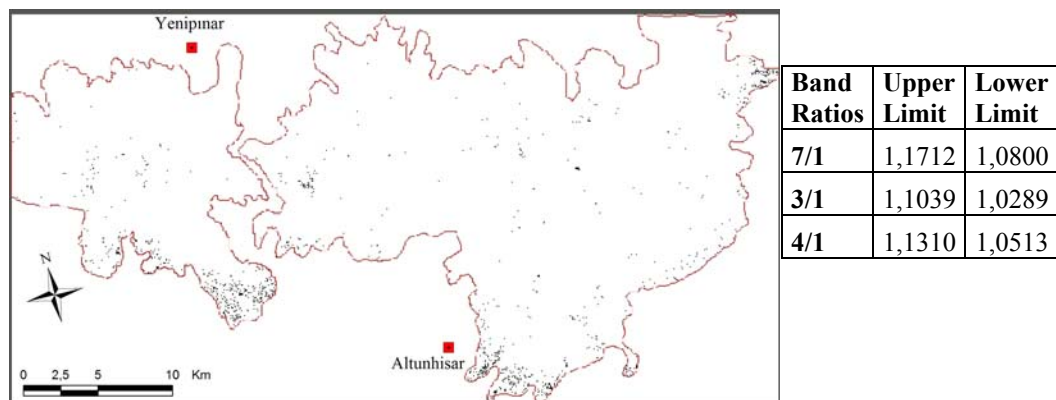 Yenipınar
N
Altunhisar
0 2,5 5 10 Km
Band Ratios Upper Limit Lower Limit
7/1 1,1712 1,0800
3/1 1,1039 1,0289
4/1 1,1310 1,0513